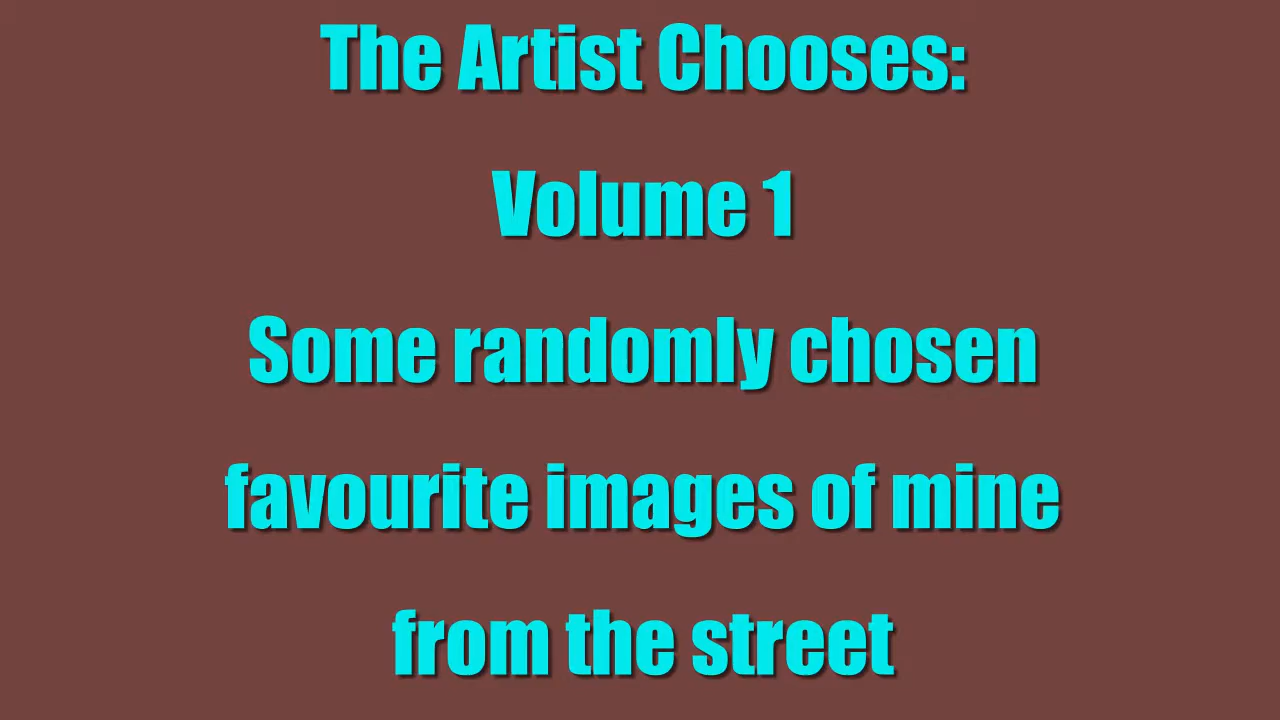 The Artist Chooses:
Volume 1
Some randomly chosen
favourite images of mine
from the street